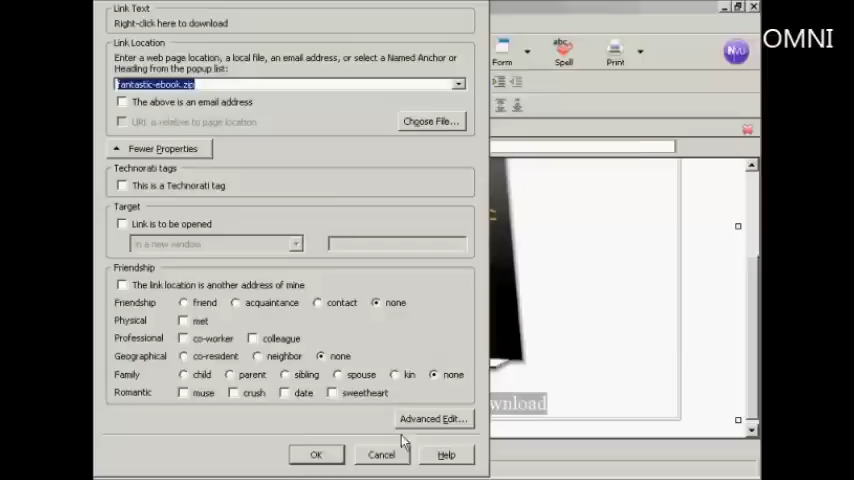 Link Text
Right-click here to download
Link Location
Enter a web page location, a local file, an email address, or select a Named Anchor or
Heading from the popup list:
fantastic-ebook.zip
The above is an email address
URL is relative to page location
Choose File...
Fewer Properties
Technorati tags
This is a Technorati tag
Target
Link is to be opened
in a new window
Friendship
The link location is another address of mine
Friendship friend acquaintance contact none
Physical met
Professional co-worker colleague
Geographical co-resident neighbor none
Family child parent sibling spouse kin none
Romantic muse crush date sweetheart
Advanced Edit...
OK Cancel Help
Form abc Spell Print
NVU
OMNI
wnload